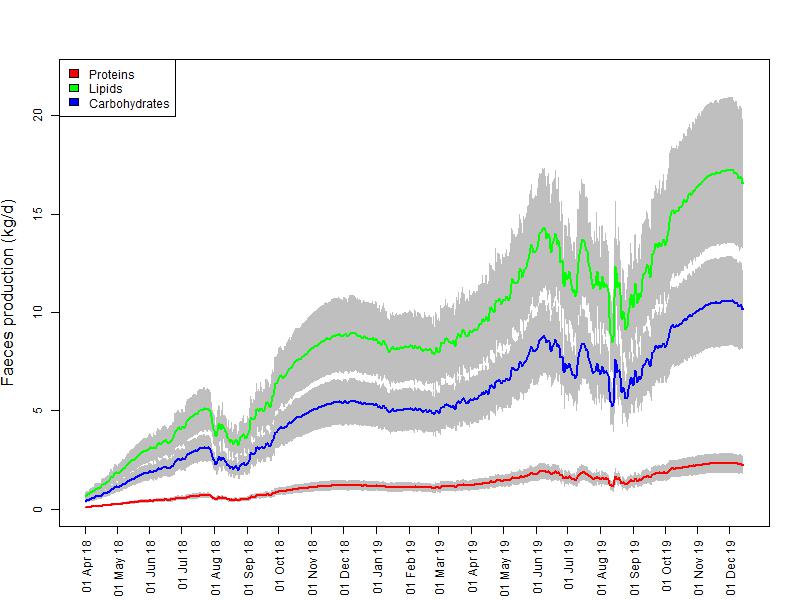 Proteins
Lipids
Carbohydrates
Faeces production (kg/d)
20
15
10
5
0
01 Apr 18
01 May 18
01 Jun 18
01 Jul 18
01 Aug 18
01 Sep 18
01 Oct 18
01 Nov 18
01 Dec 18
01 Jan 19
01 Feb 19
01 Mar 19
01 Apr 19
01 May 19
01 Jun 19
01 Jul 19
01 Aug 19
01 Sep 19
01 Oct 19
01 Nov 19
01 Dec 19